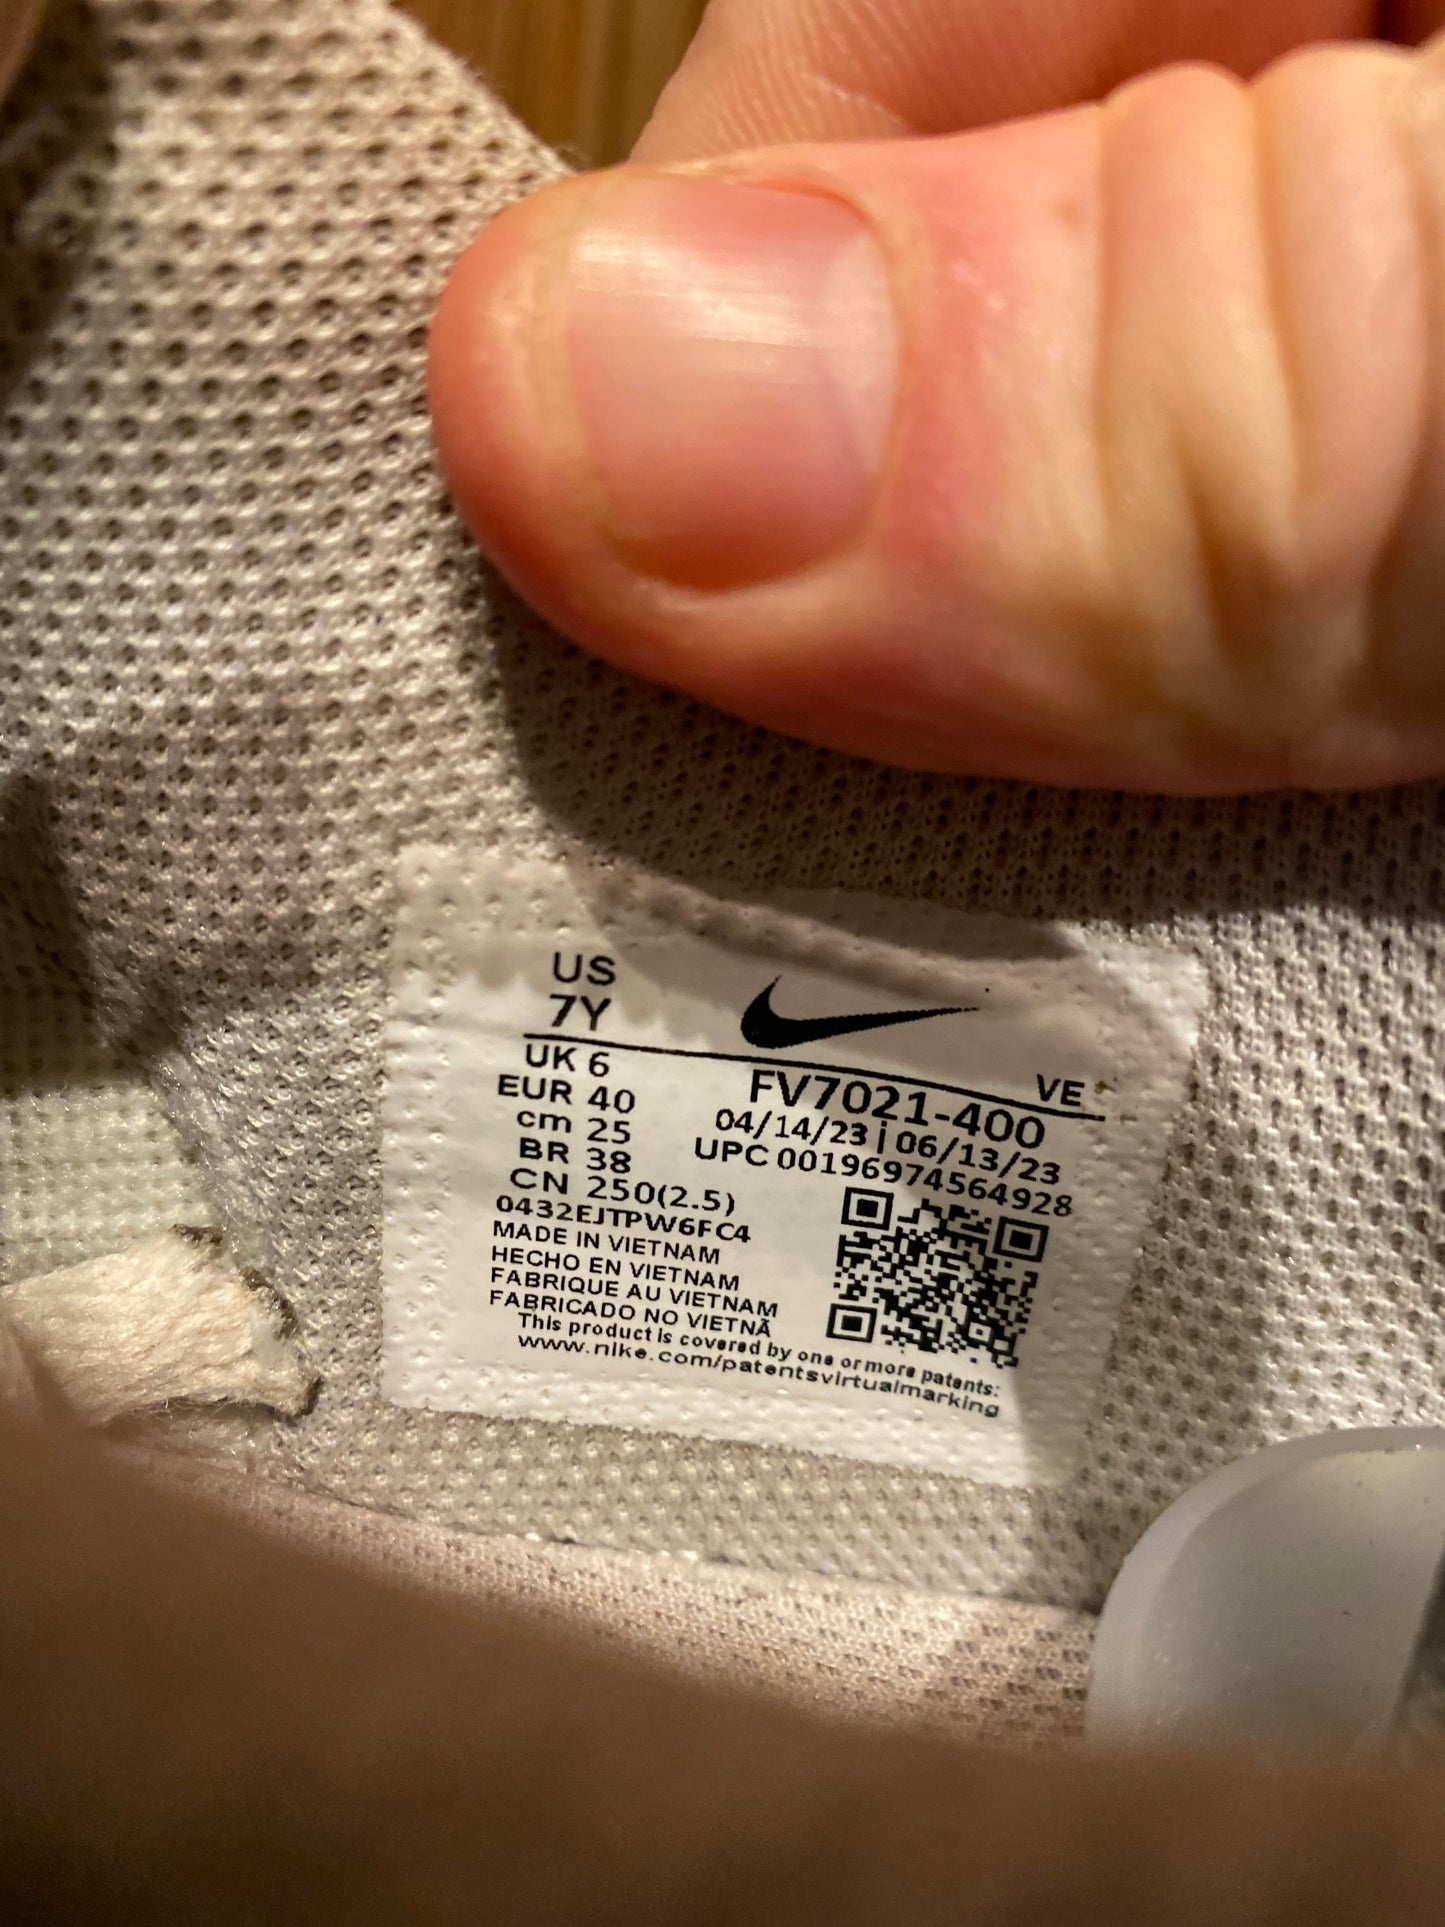 US
7Y
VE
UK 6
EUR 40
cm 25
BR 38
CN 250(2.5)
FV7021-400
04/14/23 | 06/13/23
UPC 00196974564928
0432EJTPW6FC4
MADE IN VIETNAM
HECHO EN VIETNAM
FABRIQUE AU VIETNAM
FABRICADO NO VIETNÃ
This product is covered by one or more patents:
www.nike.com/patentsvirtualmarking